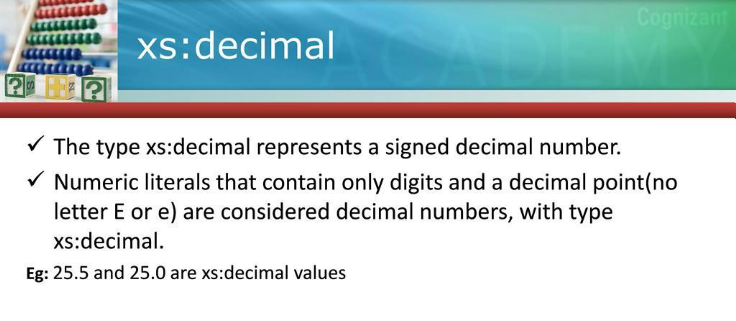 Cognizant
xs:decimal
ACADEMY
✓ The type xs:decimal represents a signed decimal number.
✓ Numeric literals that contain only digits and a decimal point(no
letter E or e) are considered decimal numbers, with type
xs:decimal.
Eg: 25.5 and 25.0 are xs:decimal values